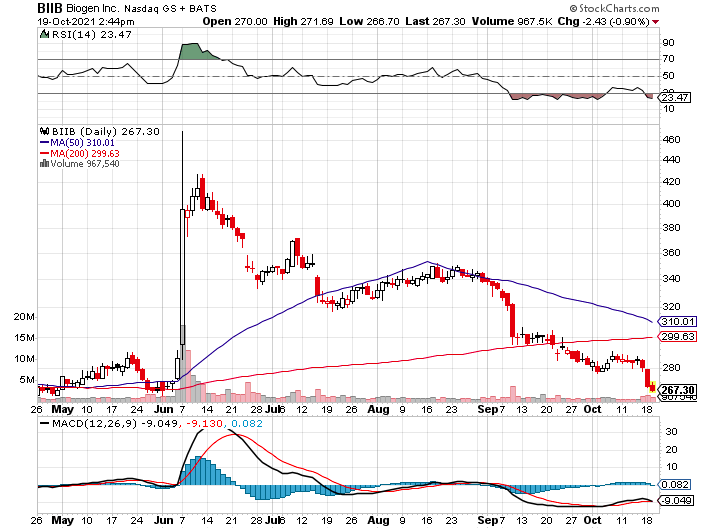 BIIB Biogen Inc. Nasdaq GS + BATS
© StockCharts.com
19-Oct-2021 2:44pm
Open 270.00 High 271.69 Low 266.70 Last 267.30 Volume 967.5K Chg -2.43 (-0.90%)
RSI(14) 23.47
90
70
50
30
10
23.47
BIIB (Daily) 267.30
MA(50) 310.01
MA(200) 299.63
Volume 967,540
460
440
420
400
380
360
340
320
280
310.01
299.63
267.30
967540
20M
15M
10M
5M
26 May 10 17 24 Jun 7 14 21 28 Jul 12 19 26 Aug 9 16 23 Sep 7 13 20 27 Oct 11 18
MACD(12,26,9) -9.049, -9.130, 0.082
30
20
10
0.082
-9.049
26 May 10 17 24 Jun 7 14 21 28 Jul 12 19 26 Aug 9 16 23 Sep 7 13 20 27 Oct 11 18